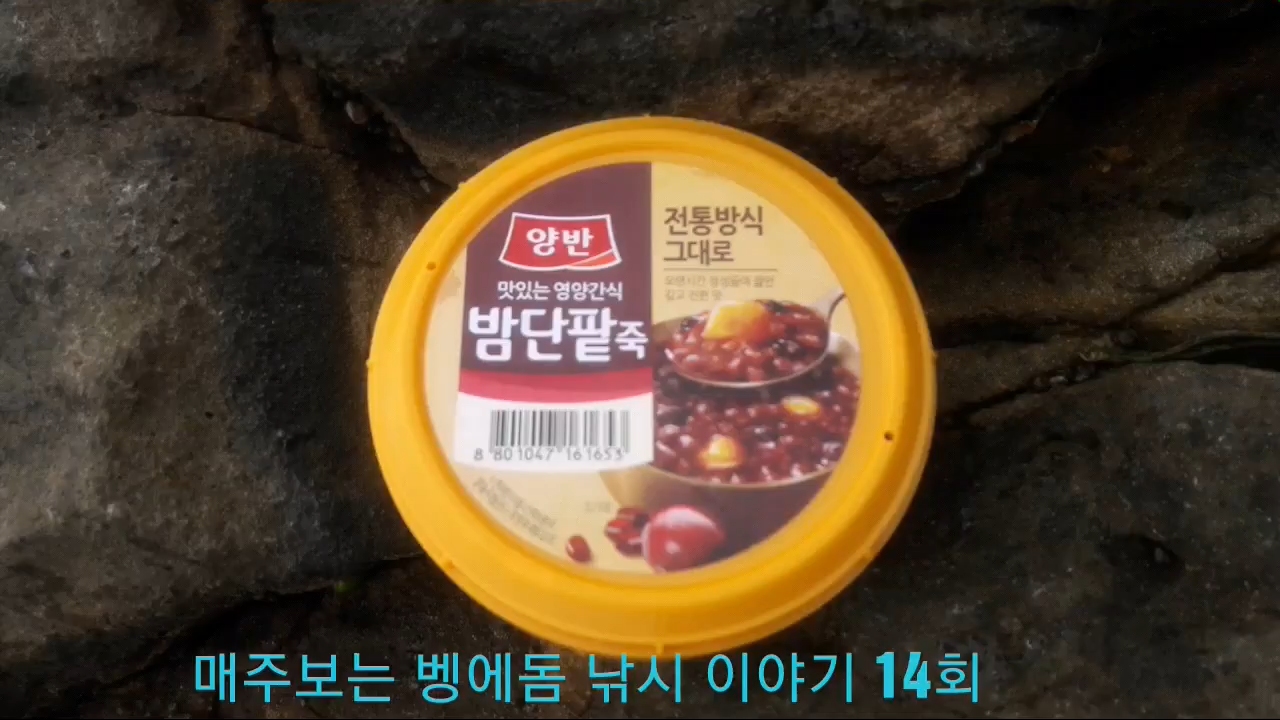 양반
맛있는 영양간식
밤단팥죽
8 801047 161653
전통방식
그대로
매주보는 벵에돔 낚시 이야기 14회